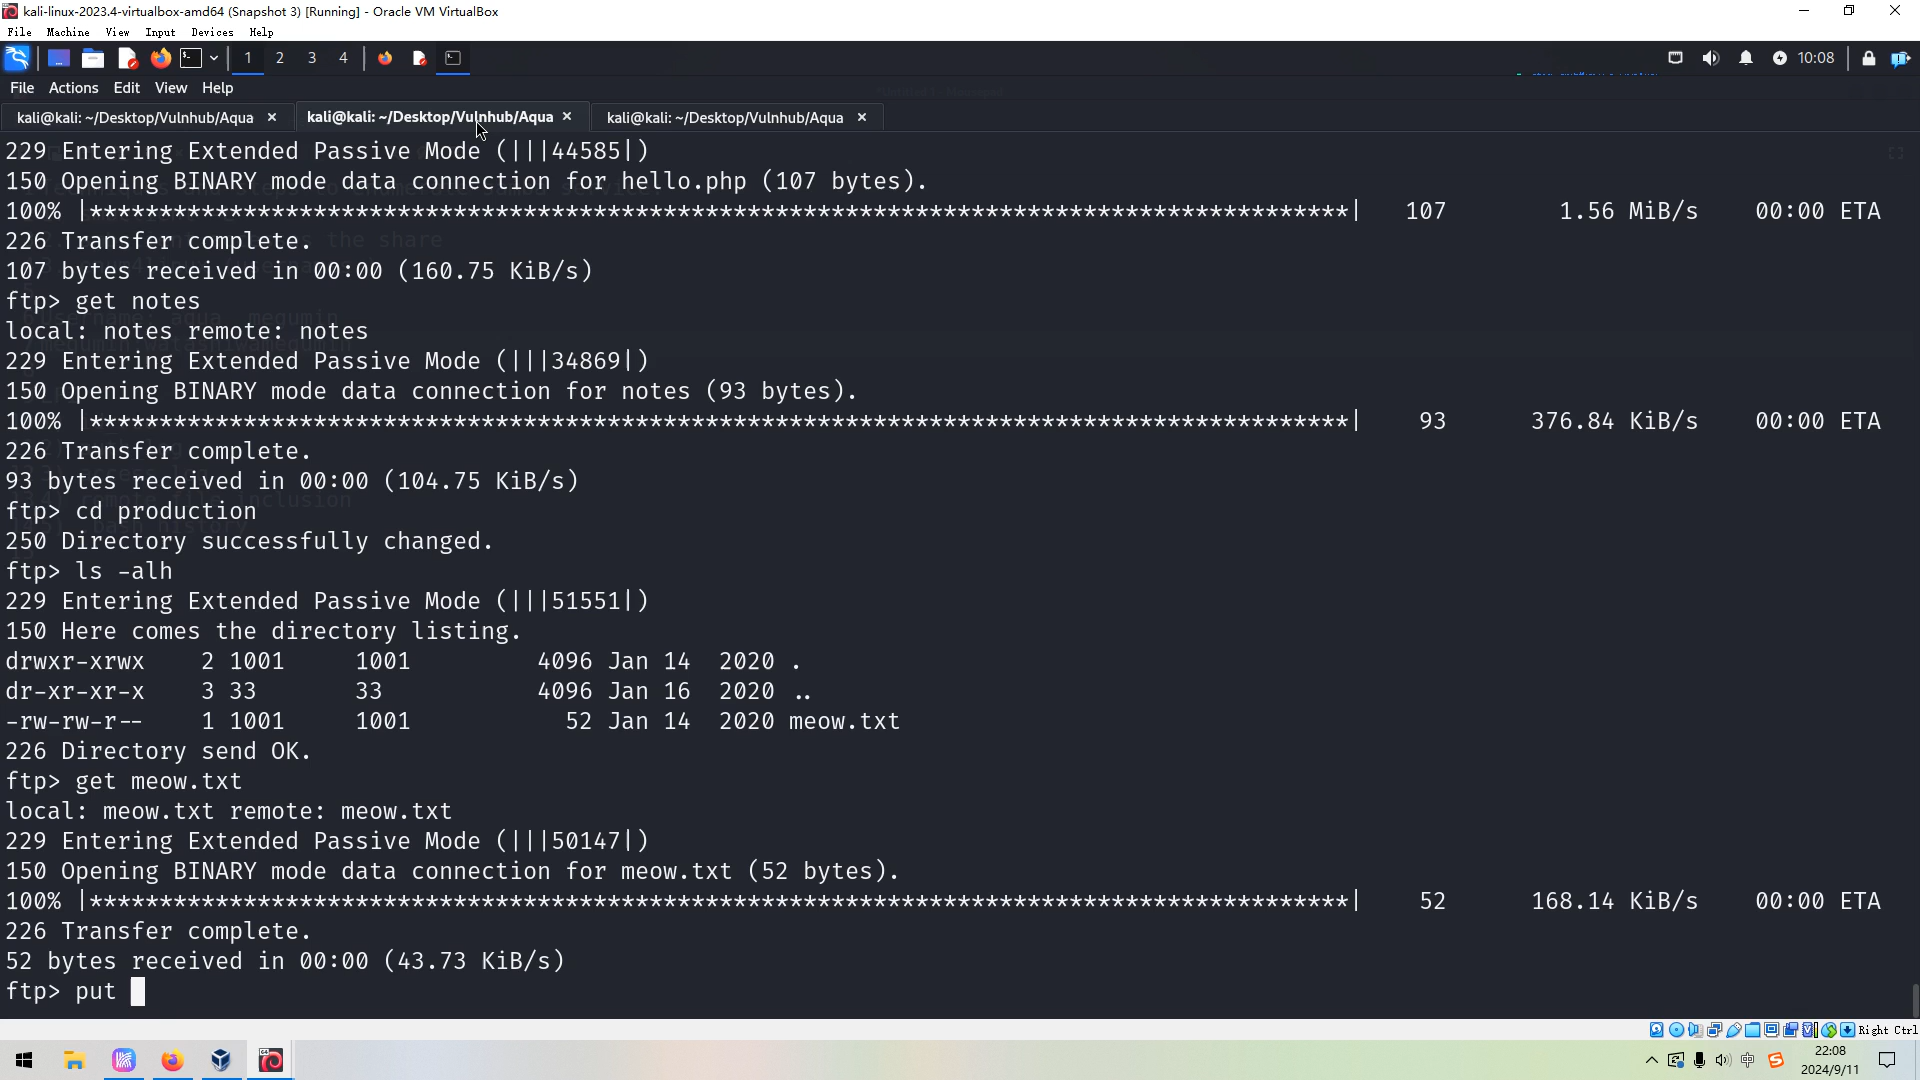 kali-linux-2023.4-virtualbox-amd64 (Snapshot 3) [Running] - Oracle VM VirtualBox
File Machine View Input Devices Help
1 2 3 4 10:08
File Actions Edit View Help
kali@kali: ~/Desktop/Vulnhub/Aqua kali@kali: ~/Desktop/Vulnhub/Aqua kali@kali: ~/Desktop/Vulnhub/Aqua
229 Entering Extended Passive Mode (|||44585|)
150 Opening BINARY mode data connection for hello.php (107 bytes).
100% |******************************************************************************************| 107 1.56 MiB/s 00:00 ETA
226 Transfer complete.
107 bytes received in 00:00 (160.75 KiB/s)
ftp> get notes
local: notes remote: notes
229 Entering Extended Passive Mode (|||34869|)
150 Opening BINARY mode data connection for notes (93 bytes).
100% |******************************************************************************************| 93 376.84 KiB/s 00:00 ETA
226 Transfer complete.
93 bytes received in 00:00 (104.75 KiB/s)
ftp> cd production
250 Directory successfully changed.
ftp> ls -alh
229 Entering Extended Passive Mode (|||51551|)
150 Here comes the directory listing.
drwxr-xrwx 2 1001 1001 4096 Jan 14 2020 .
dr-xr-xr-x 3 33 33 4096 Jan 16 2020 ..
-rw-rw-r-- 1 1001 1001 52 Jan 14 2020 meow.txt
226 Directory send OK.
ftp> get meow.txt
local: meow.txt remote: meow.txt
229 Entering Extended Passive Mode (|||50147|)
150 Opening BINARY mode data connection for meow.txt (52 bytes).
100% |******************************************************************************************| 52 168.14 KiB/s 00:00 ETA
226 Transfer complete.
52 bytes received in 00:00 (43.73 KiB/s)
ftp> put
Right Ctrl
中 22:08
2024/9/11